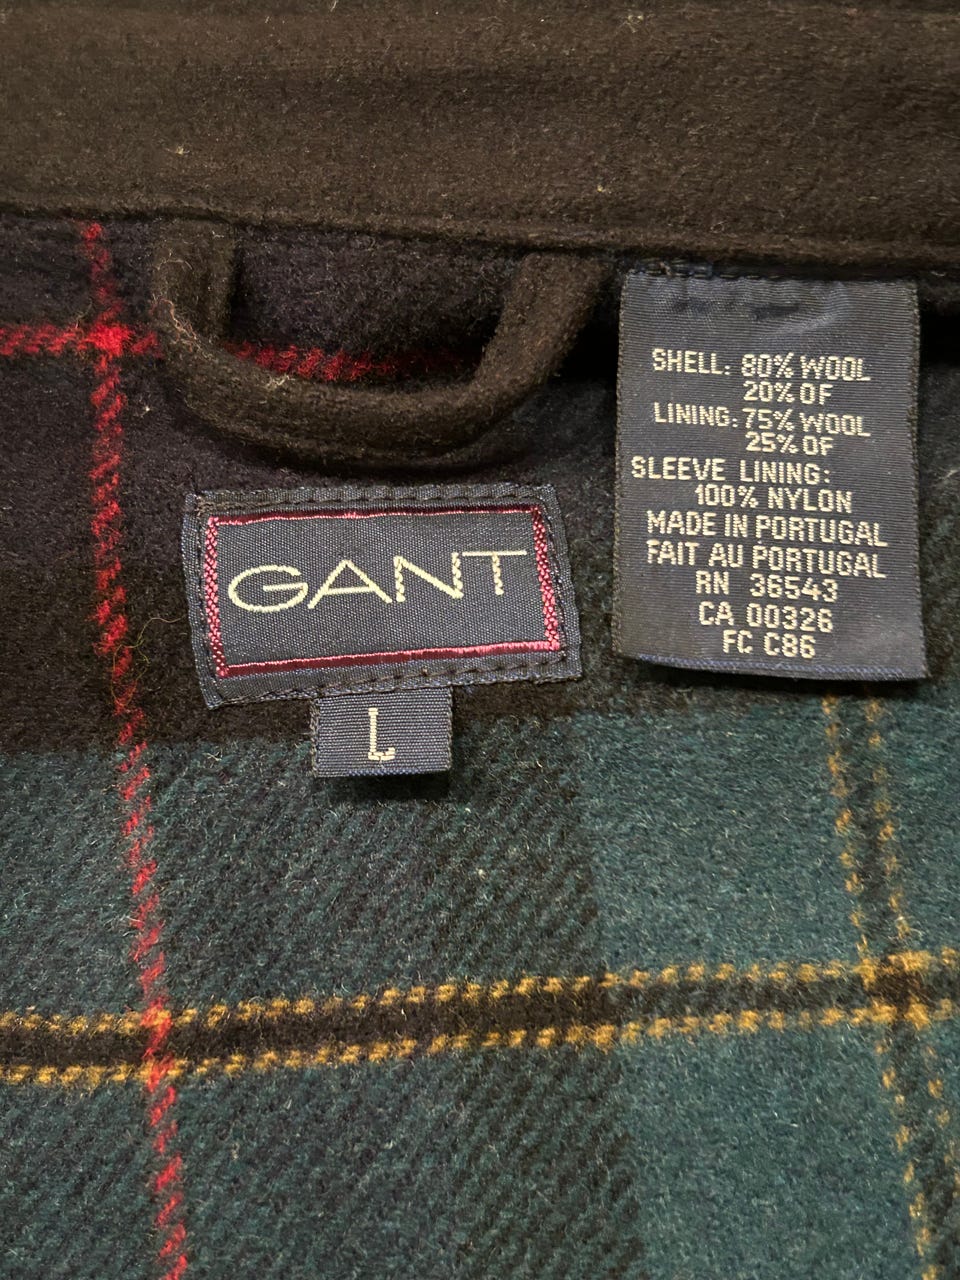 GANT
L
SHELL: 80% WOOL
20% OF
LINING: 75% WOOL
25% OF
SLEEVE LINING:
100% NYLON
MADE IN PORTUGAL
FAIT AU PORTUGAL
RN 36543
CA 00326
FC C86